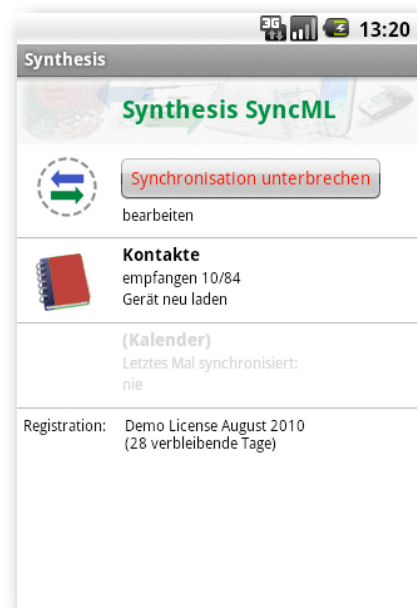 3G 13:20
Synthesis
Synthesis SyncML
Synchronisation unterbrechen
bearbeiten
Kontakte
empfangen 10/84
Gerät neu laden
(Kalender)
Letztes Mal synchronisiert:
nie
Registration: Demo License August 2010
(28 verbleibende Tage)